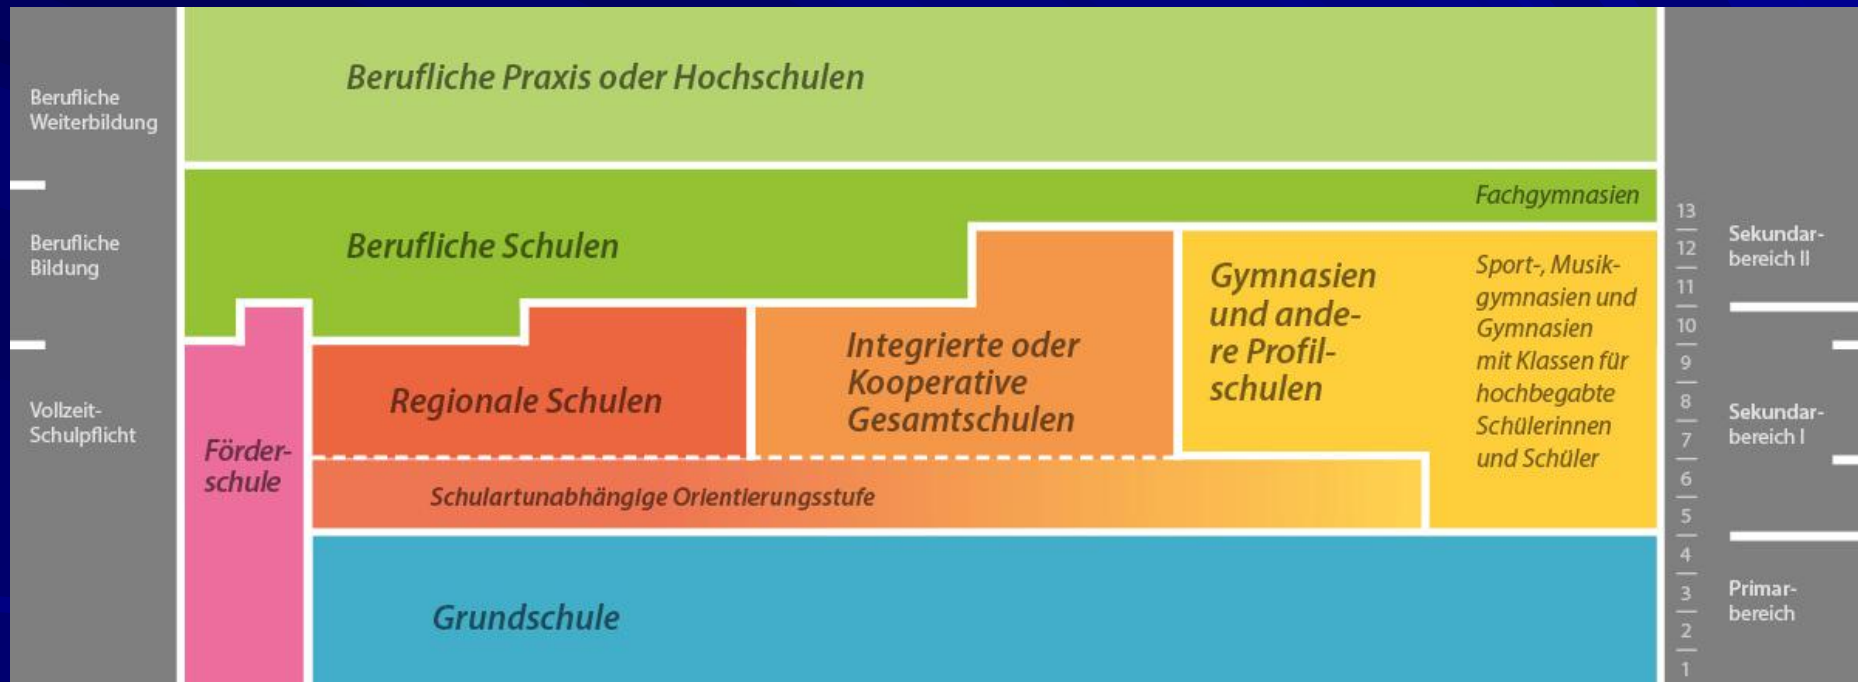 Berufliche
Weiterbildung
Berufliche
Bildung
Vollzeit-
Schulpflicht
Berufliche Praxis oder Hochschulen
Fachgymnasien
Berufliche Schulen
Förder-
schule
Regionale Schulen
Integrierte oder
Kooperative
Gesamtschulen
Gymnasien
und ande-
re Profil-
schulen
Sport-, Musik-
gymnasien und
Gymnasien
mit Klassen für
hochbegabte
Schülerinnen
und Schüler
Schulartunabhängige Orientierungsstufe
Grundschule
13
12
11
10
9
8
7
6
5
4
3
2
1
Sekundar-
bereich II
Sekundar-
bereich I
Primar-
bereich